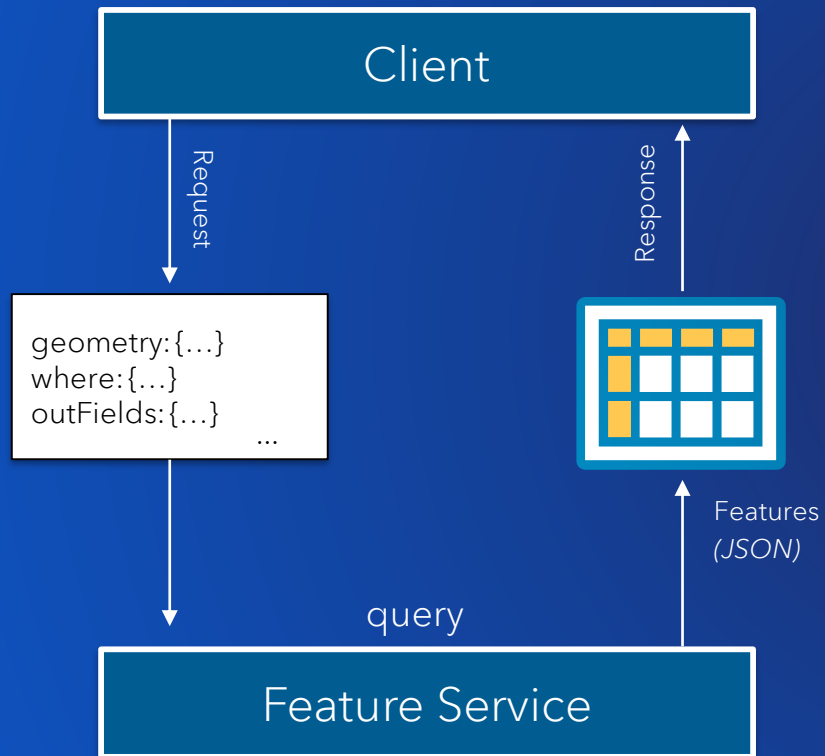 Client
Request
Response
geometry:{...}
where:{...}
outFields:{...}
...
Features
(JSON)
query
Feature Service